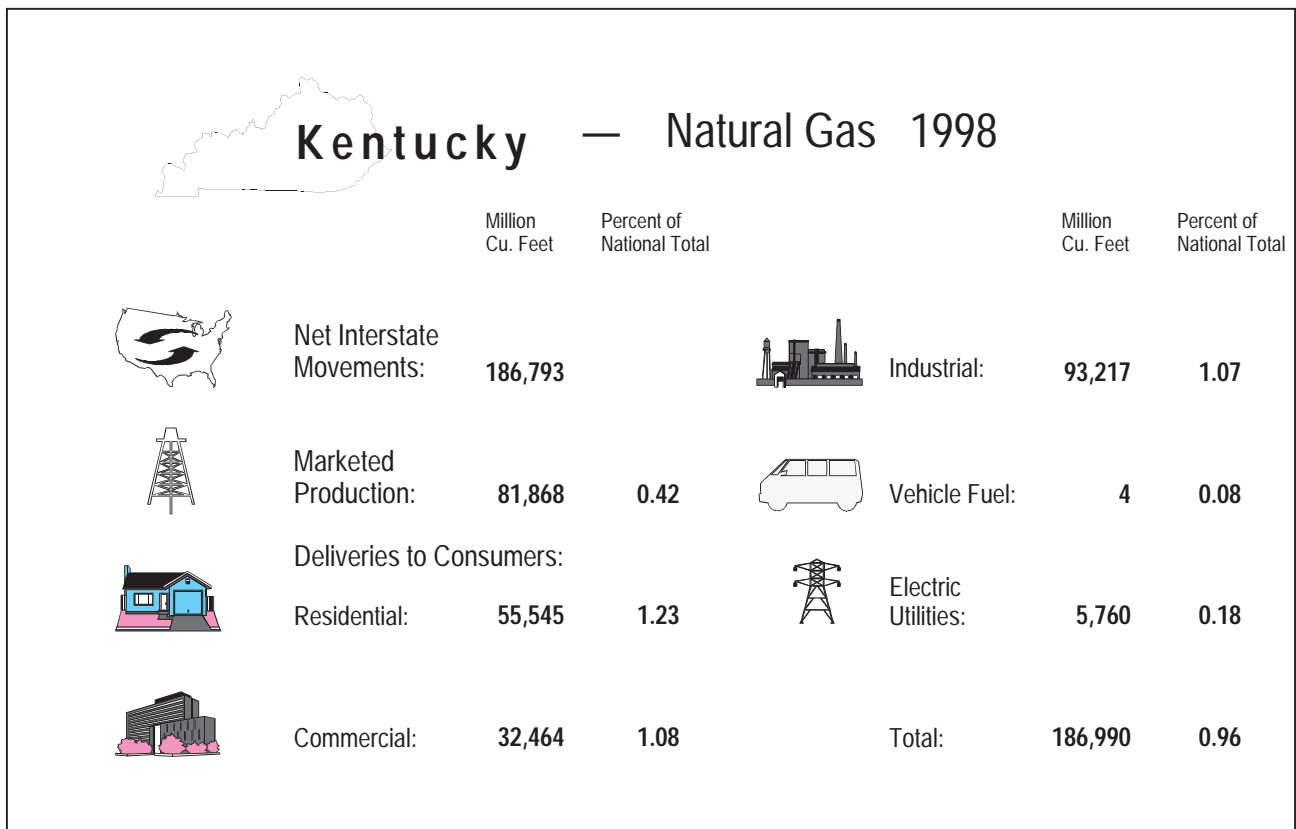 Kentucky — Natural Gas 1998
Million
Cu. Feet
Percent of
National Total
Million
Cu. Feet
Percent of
National Total
Net Interstate
Movements: 186,793
Industrial: 93,217 1.07
Marketed
Production: 81,868 0.42
Vehicle Fuel: 4 0.08
Deliveries to Consumers:
Residential: 55,545 1.23
Electric
Utilities: 5,760 0.18
Commercial: 32,464 1.08
Total: 186,990 0.96